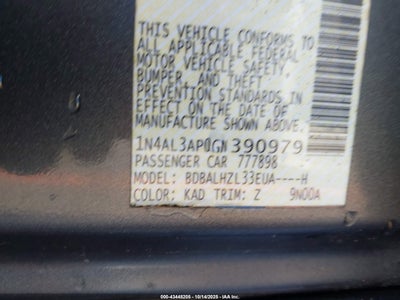 THIS VEHICLE CONFORMS TO
ALL APPLICABLE FEDERAL
MOTOR VEHICLE SAFETY,
BUMPER, AND THEFT
PREVENTION STANDARDS IN
EFFECT ON THE DATE OF
MANUFACTURE SHOWN ABOVE.
1N4AL3AP0GN390979
PASSENGER CAR 777898
MODEL: BDBALHZL33EUA----H
COLOR: KAD TRIM: Z 9N00A
000-43448205 - 10/14/2025 - IAA Inc.